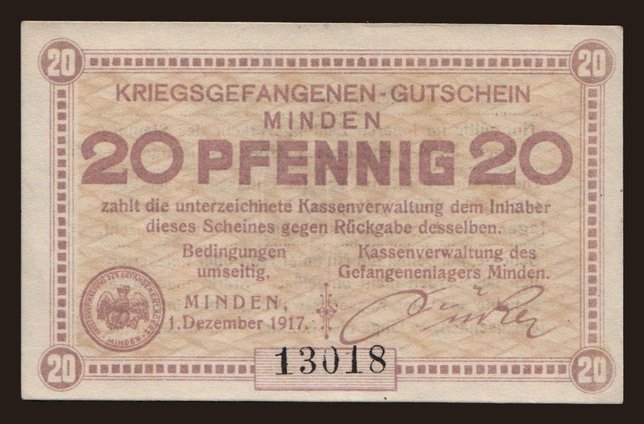 20 20
KRIEGSGEFANGENEN-GUTSCHEIN
MINDEN
20 PFENNIG 20
zahlt die unterzeichnete Kassenverwaltung dem Inhaber
dieses Scheines gegen Rückgabe desselben.
Bedingungen
umseitig.
Kassenverwaltung des
Gefangenenlagers Minden.
MINDEN,
1. Dezember 1917.
MINDEN
13018
20 20